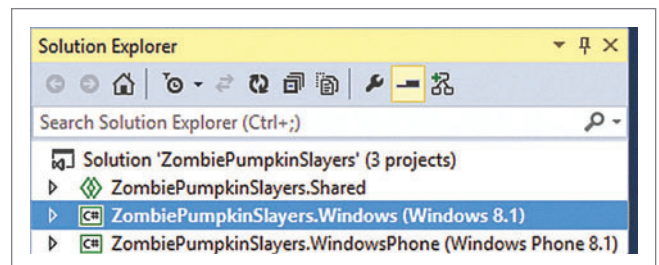 Solution Explorer
Search Solution Explorer (Ctrl+;)
Solution 'ZombiePumpkinSlayers' (3 projects)
ZombiePumpkinSlayers.Shared
C# ZombiePumpkinSlayers.Windows (Windows 8.1)
C# ZombiePumpkinSlayers.WindowsPhone (Windows Phone 8.1)